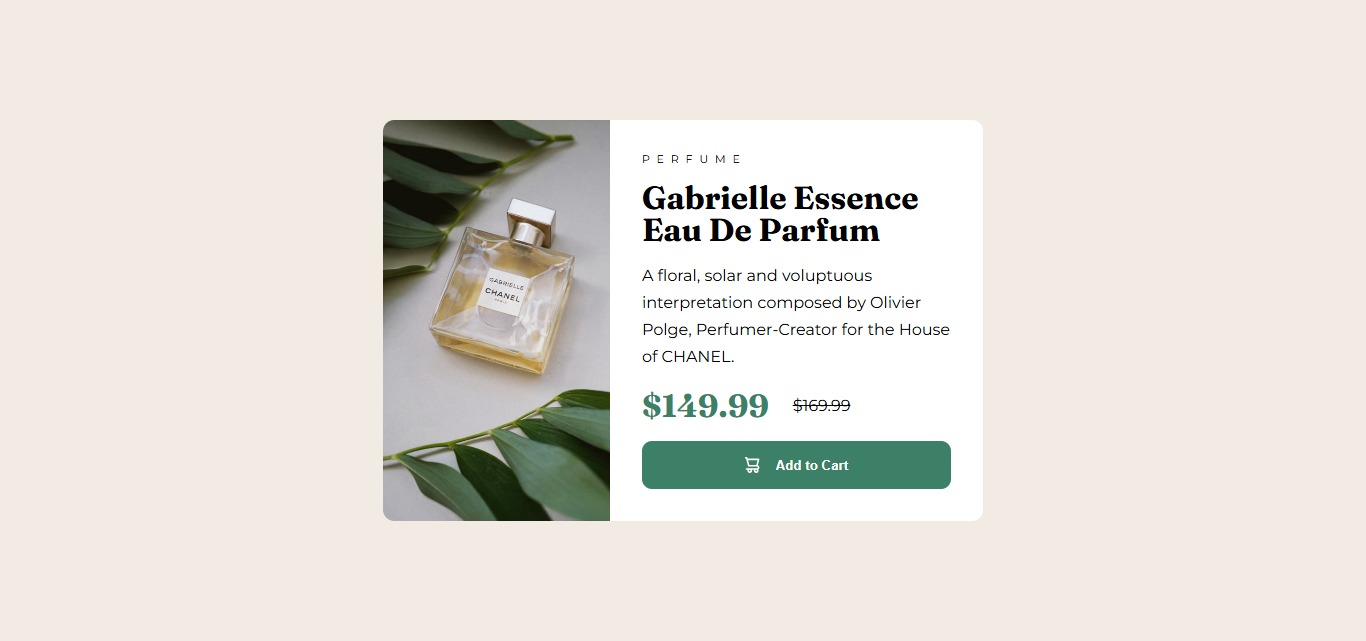 GABRIELLE
CHANEL
PARIS
P E R F U M E
Gabrielle Essence
Eau De Parfum
A floral, solar and voluptuous
interpretation composed by Olivier
Polge, Perfumer-Creator for the House
of CHANEL.
$149.99 $169.99
Add to Cart